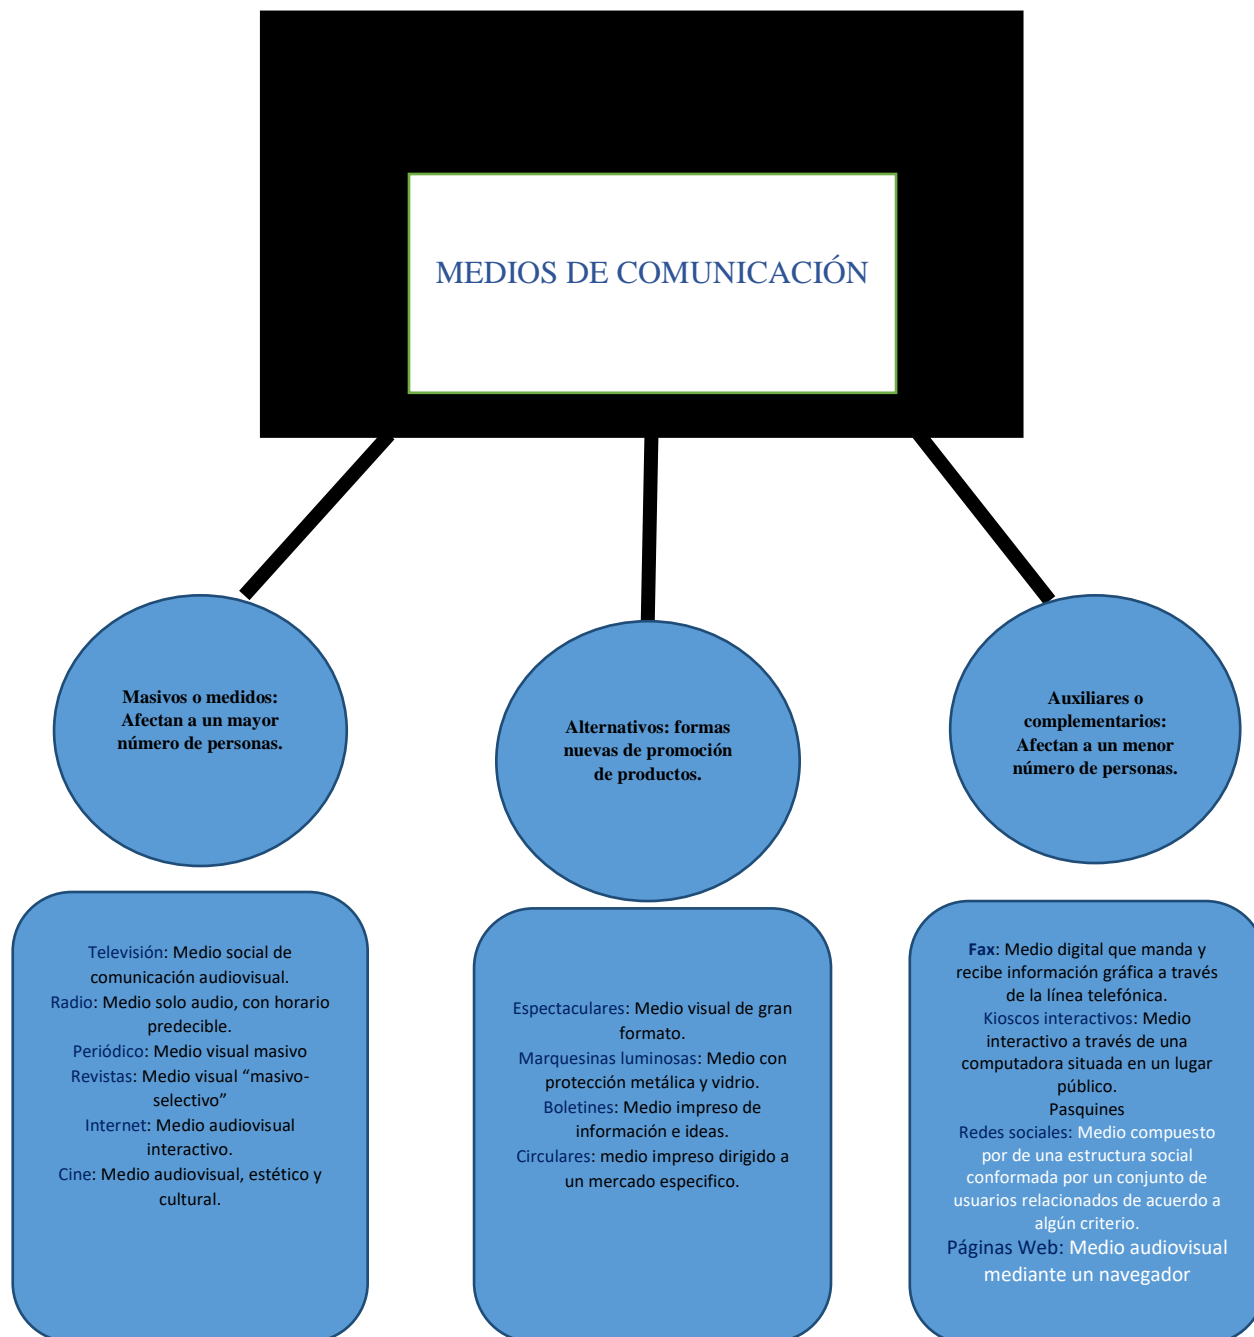 MEDIOS DE COMUNICACIÓN
Masivos o medidos:
Afectan a un mayor
número de personas.
Alternativos: formas
nuevas de promoción
de productos.
Auxiliares o
complementarios:
Afectan a un menor
número de personas.
Televisión: Medio social de
comunicación audiovisual.
Radio: Medio solo audio, con horario
predecible.
Periódico: Medio visual masivo
Revistas: Medio visual “masivo-
selectivo”
Internet: Medio audiovisual
interactivo.
Cine: Medio audiovisual, estético y
cultural.
Espectaculares: Medio visual de gran
formato.
Marquesinas luminosas: Medio con
protección metálica y vidrio.
Boletines: Medio impreso de
información e ideas.
Circulares: medio impreso dirigido a
un mercado especifico.
Fax: Medio digital que manda y
recibe información gráfica a través
de la línea telefónica.
Kioscos interactivos: Medio
interactivo a través de una
computadora situada en un lugar
público.
Pasquines
Redes sociales: Medio compuesto
por de una estructura social
conformada por un conjunto de
usuarios relacionados de acuerdo a
algún criterio.
Páginas Web: Medio audiovisual
mediante un navegador